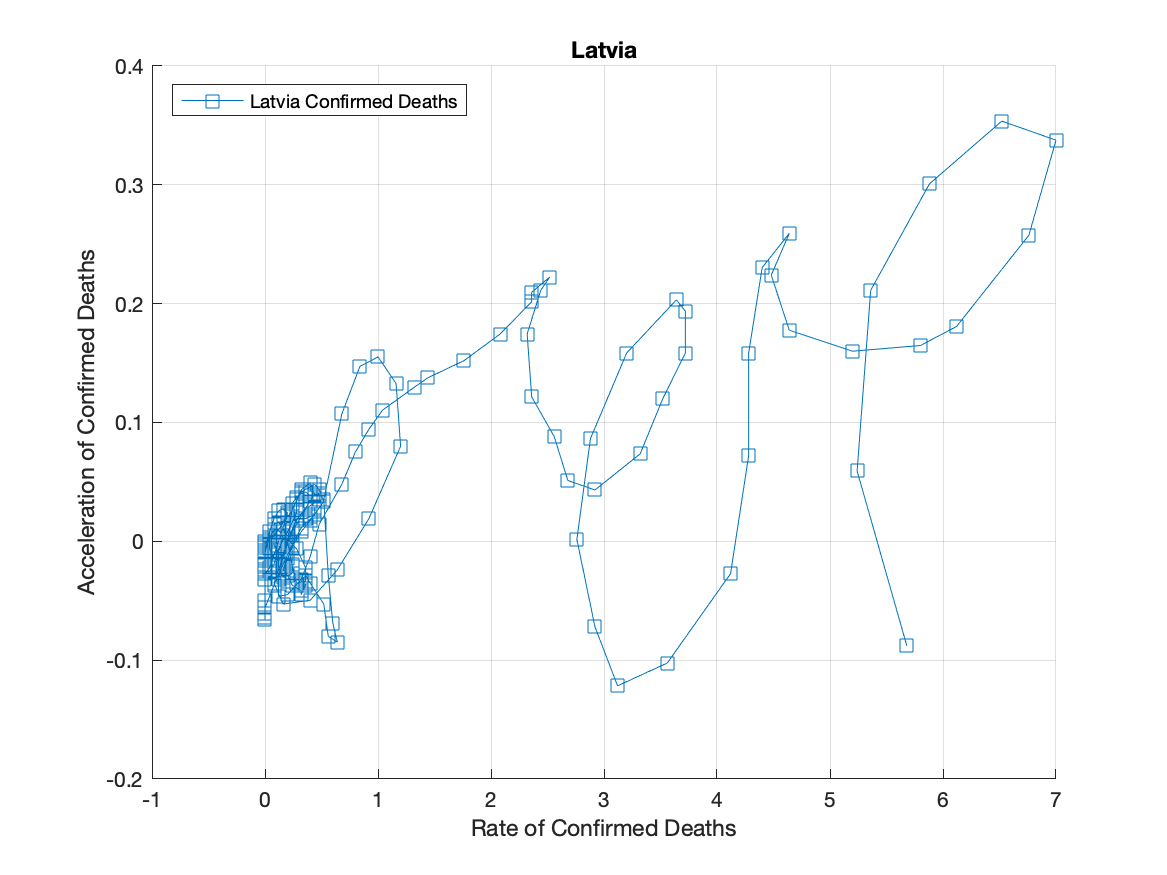 Latvia
Latvia Confirmed Deaths
Acceleration of Confirmed Deaths
0.4
0.3
0.2
0.1
0
-0.1
-0.2
-1 0 1 2 3 4 5 6 7
Rate of Confirmed Deaths